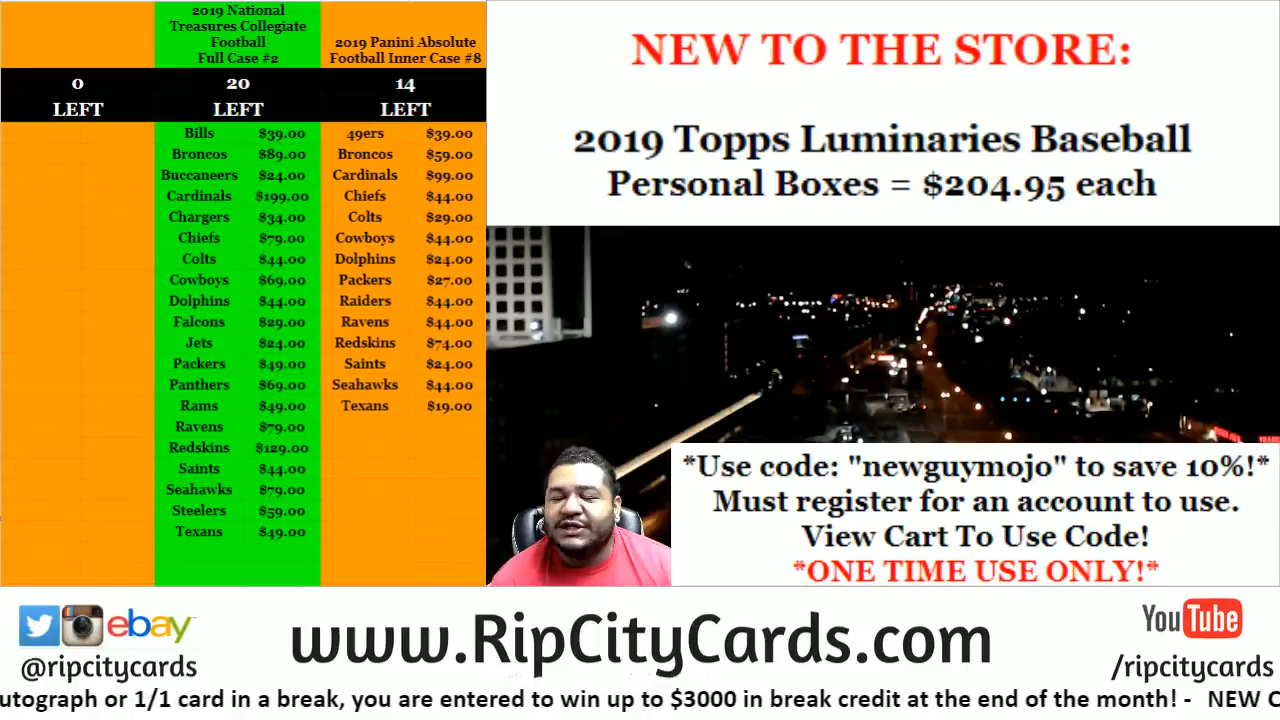 2019 National
Treasures Collegiate
Football
Full Case #2
2019 Panini Absolute
Football Inner Case #8
0
LEFT
20
LEFT
14
LEFT
Bills $39.00
Broncos $89.00
Buccaneers $24.00
Cardinals $199.00
Chargers $34.00
Chiefs $79.00
Colts $44.00
Cowboys $69.00
Dolphins $44.00
Falcons $29.00
Jets $24.00
Packers $49.00
Panthers $69.00
Rams $49.00
Ravens $79.00
Redskins $129.00
Saints $44.00
Seahawks $79.00
Steelers $59.00
Texans $49.00
49ers $39.00
Broncos $59.00
Cardinals $99.00
Chiefs $44.00
Colts $29.00
Cowboys $44.00
Dolphins $24.00
Packers $27.00
Raiders $44.00
Ravens $44.00
Redskins $74.00
Saints $24.00
Seahawks $44.00
Texans $19.00
NEW TO THE STORE:
2019 Topps Luminaries Baseball
Personal Boxes = $204.95 each
*Use code: "newguymojo" to save 10%!*
Must register for an account to use.
View Cart To Use Code!
*ONE TIME USE ONLY!*
ebay
@ripcitycards
www.RipCityCards.com
YouTube
/ripcitycards
utograph or 1/1 card in a break, you are entered to win up to $3000 in break credit at the end of the month! - NEW C